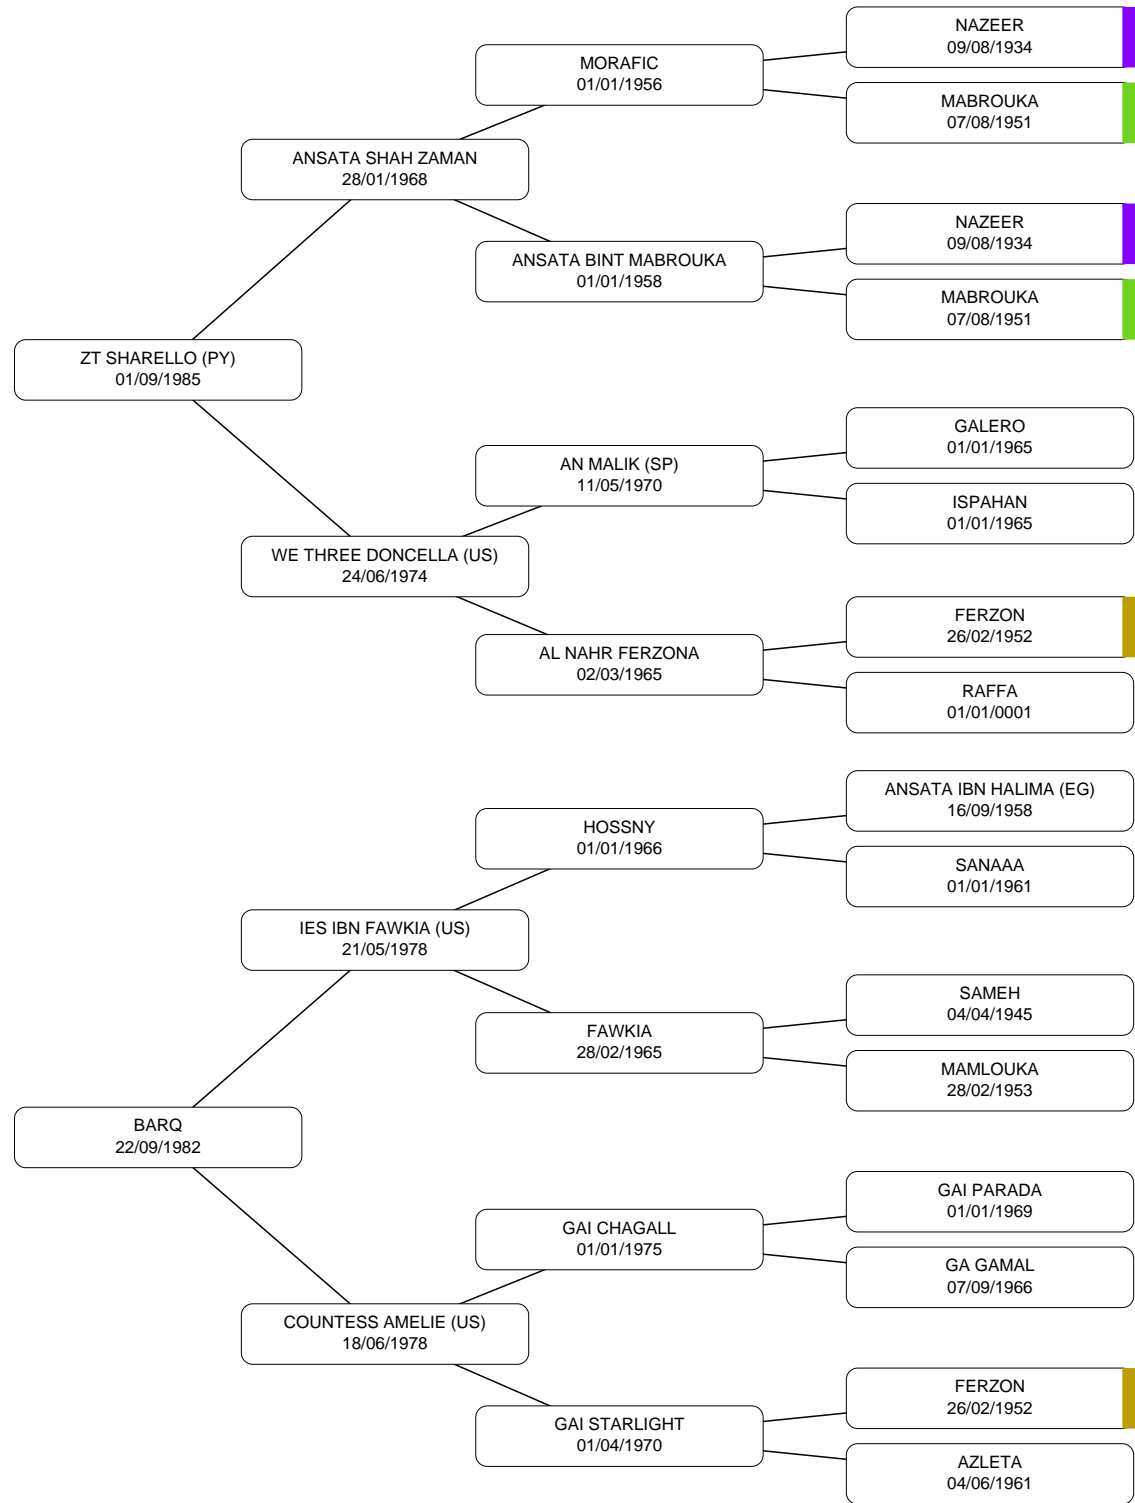 NAZEER
09/08/1934
MORAFIC
01/01/1956
MABROUKA
07/08/1951
ANSATA SHAH ZAMAN
28/01/1968
NAZEER
09/08/1934
ANSATA BINT MABROUKA
01/01/1958
MABROUKA
07/08/1951
ZT SHARELLO (PY)
01/09/1985
GALERO
01/01/1965
AN MALIK (SP)
11/05/1970
ISPAHAN
01/01/1965
WE THREE DONCELLA (US)
24/06/1974
FERZON
26/02/1952
AL NAHR FERZONA
02/03/1965
RAFFA
01/01/0001
ANSATA IBN HALIMA (EG)
16/09/1958
HOSSNY
01/01/1966
SANAAA
01/01/1961
IES IBN FAWKIA (US)
21/05/1978
SAMEH
04/04/1945
FAWKIA
28/02/1965
MAMLOUKA
28/02/1953
BARQ
22/09/1982
GAI PARADA
01/01/1969
GAI CHAGALL
01/01/1975
GA GAMAL
07/09/1966
COUNTESS AMELIE (US)
18/06/1978
FERZON
26/02/1952
GAI STARLIGHT
01/04/1970
AZLETA
04/06/1961